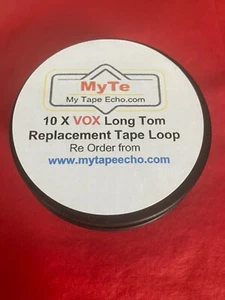 MyTe
My Tape Echo.com
10 X VOX Long Tom
Replacement Tape Loop
Re Order from
www.mytapeecho.com